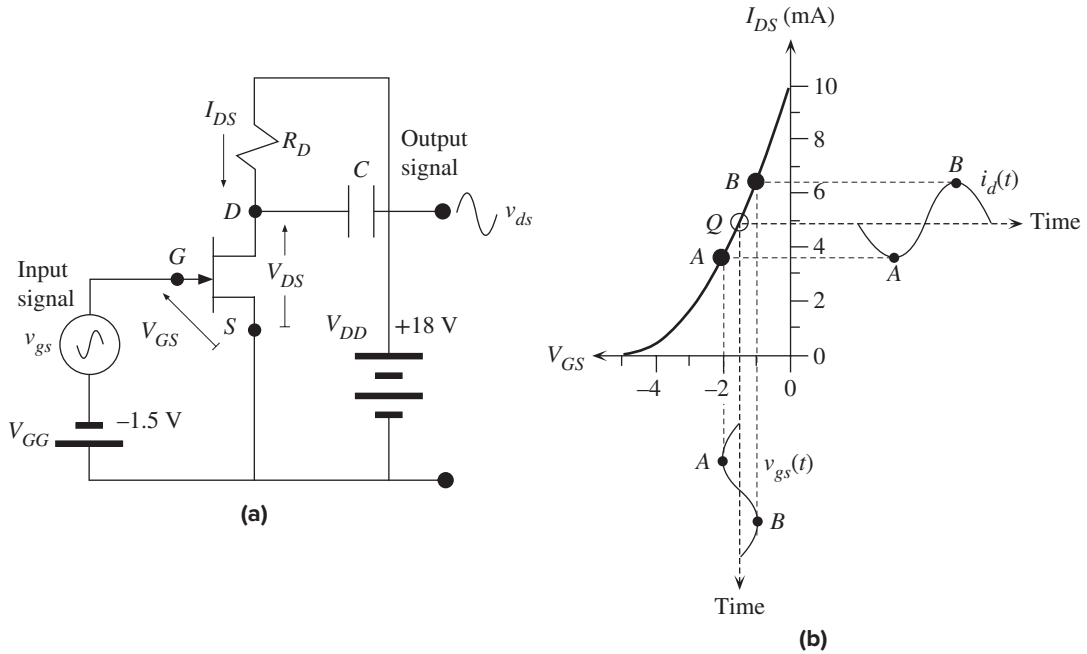 I_DS
R_D
Output
signal
C
D
v_ds
G
Input
signal
V_DS
S
V_GS
v_gs
V_DD
+18 V
–1.5 V
V_GG
(a)
I_DS (mA)
10
8
B
B
i_d(t)
6
Q
Time
4
A
A
2
V_GS
0
–4
–2
0
A
v_gs(t)
B
Time
(b)